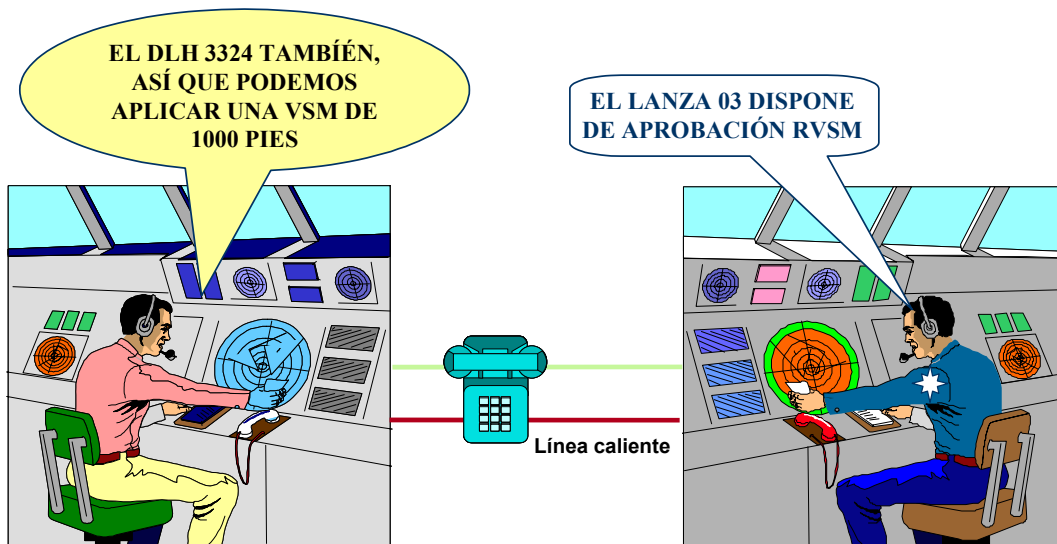 EL DLH 3324 TAMBÍÉN,
ASÍ QUE PODEMOS
APLICAR UNA VSM DE
1000 PIES
EL LANZA 03 DISPONE
DE APROBACIÓN RVSM
Línea caliente